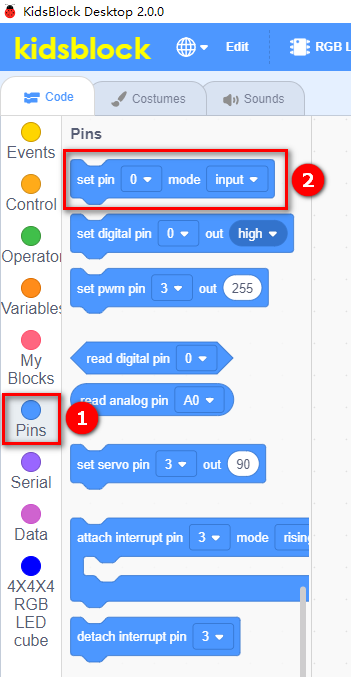 KidsBlock Desktop 2.0.0
kidsblock Edit RGB L
Code Costumes Sounds
Pins
Events
Control
Operator
Variables
My
Blocks
Pins
Serial
Data
4X4X4
RGB
LED
cube
set pin 0 mode input
2
set digital pin 0 out high
set pwm pin 3 out 255
read digital pin 0
read analog pin A0
1
set servo pin 3 out 90
attach interrupt pin 3 mode rising
detach interrupt pin 3